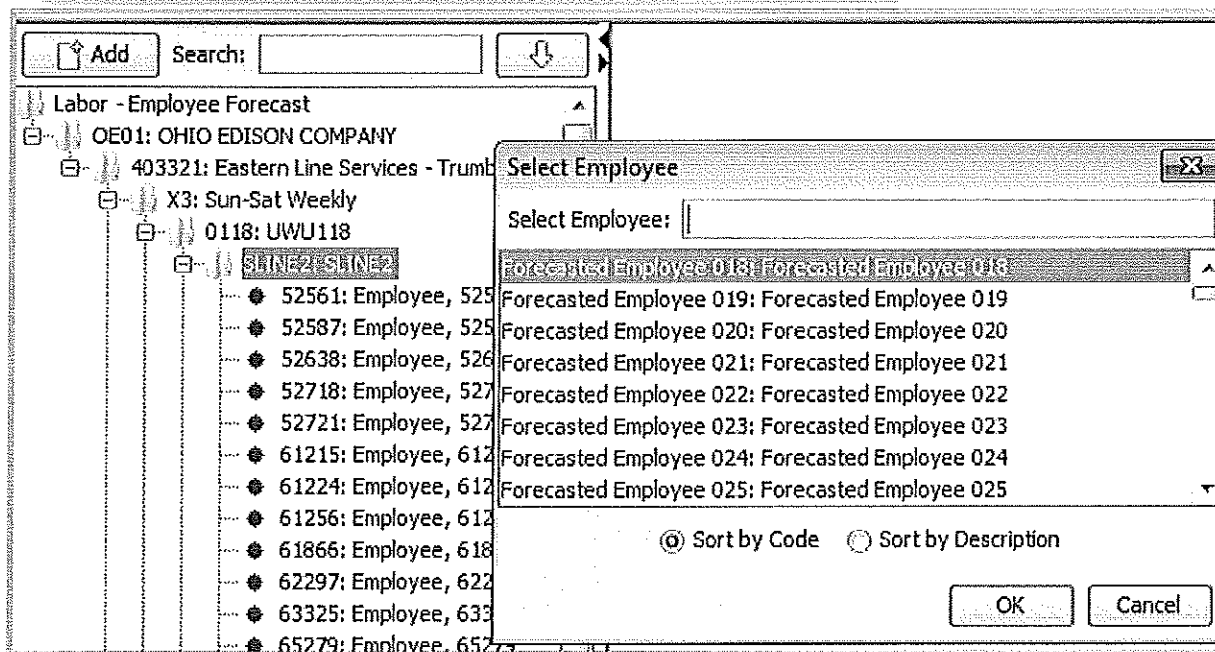 Add Search:
Labor - Employee Forecast
OE01: OHIO EDISON COMPANY
403321: Eastern Line Services - Trumb
X3: Sun-Sat Weekly
0118: UWU118
SLINE2: SLINE2
52561: Employee, 525
52587: Employee, 525
52638: Employee, 526
52718: Employee, 527
52721: Employee, 527
61215: Employee, 612
61224: Employee, 612
61256: Employee, 612
61866: Employee, 618
62297: Employee, 622
63325: Employee, 633
65279: Employee, 65279
Select Employee
Select Employee:
Forecasted Employee 018: Forecasted Employee 018
Forecasted Employee 019: Forecasted Employee 019
Forecasted Employee 020: Forecasted Employee 020
Forecasted Employee 021: Forecasted Employee 021
Forecasted Employee 022: Forecasted Employee 022
Forecasted Employee 023: Forecasted Employee 023
Forecasted Employee 024: Forecasted Employee 024
Forecasted Employee 025: Forecasted Employee 025
Sort by Code Sort by Description
OK Cancel